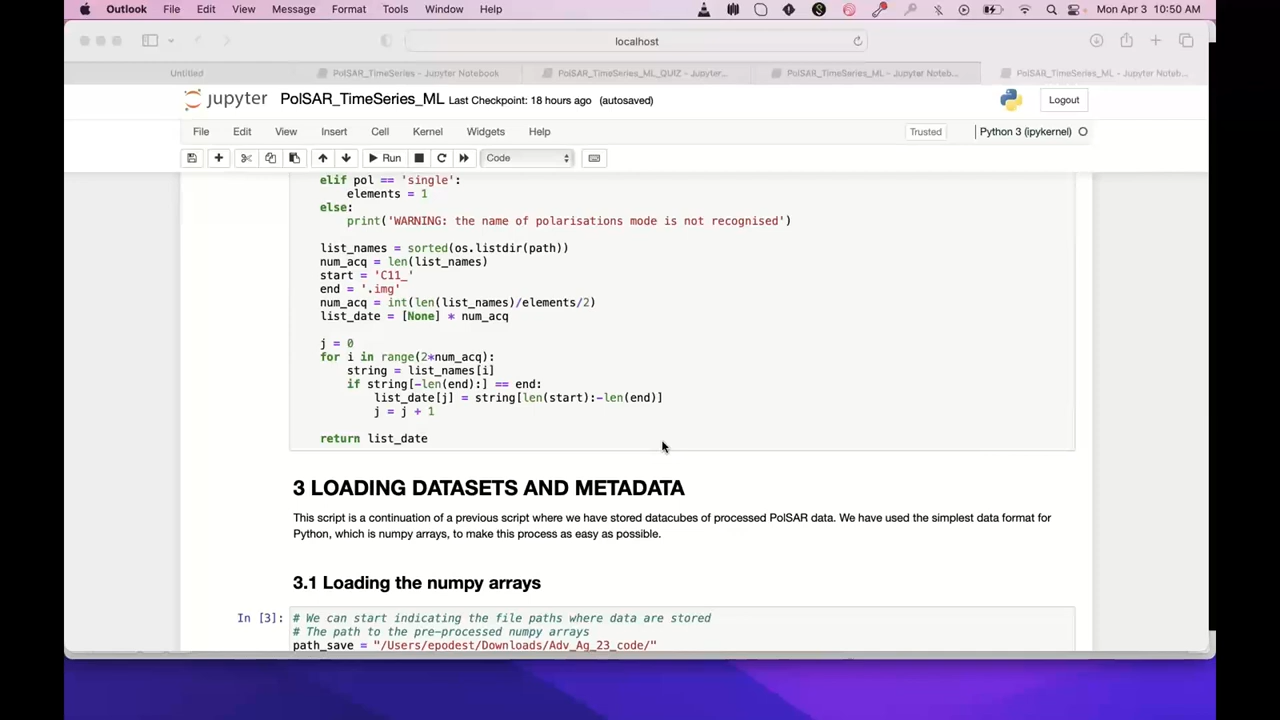 Outlook File Edit View Message Format Tools Window Help Mon Apr 3 10:50 AM
localhost
Untitled PolSAR_TimeSeries - Jupyter Notebook PolSAR_TimeSeries_ML_QUIZ - Jupyter... PolSAR_TimeSeries_ML - Jupyter Noteb... PolSAR_TimeSeries_ML - Jupyter Noteb...
jupyter PolSAR_TimeSeries_ML Last Checkpoint: 18 hours ago (autosaved) Logout
File Edit View Insert Cell Kernel Widgets Help Trusted Python 3 (ipykernel)
Run Code
elif pol == 'single':
elements = 1
else:
print('WARNING: the name of polarisations mode is not recognised')
list_names = sorted(os.listdir(path))
num_acq = len(list_names)
start = 'C11_'
end = '.img'
num_acq = int(len(list_names)/elements/2)
list_date = [None] * num_acq
j = 0
for i in range(2*num_acq):
string = list_names[i]
if string[-len(end):] == end:
list_date[j] = string[len(start):-len(end)]
j = j + 1
return list_date
3 LOADING DATASETS AND METADATA
This script is a continuation of a previous script where we have stored datacubes of processed PolSAR data. We have used the simplest data format for
Python, which is numpy arrays, to make this process as easy as possible.
3.1 Loading the numpy arrays
In [3]: # We can start indicating the file paths where data are stored
# The path to the pre-processed numpy arrays
path_save = "/Users/epodest/Downloads/Adv_Ag_23_code/"